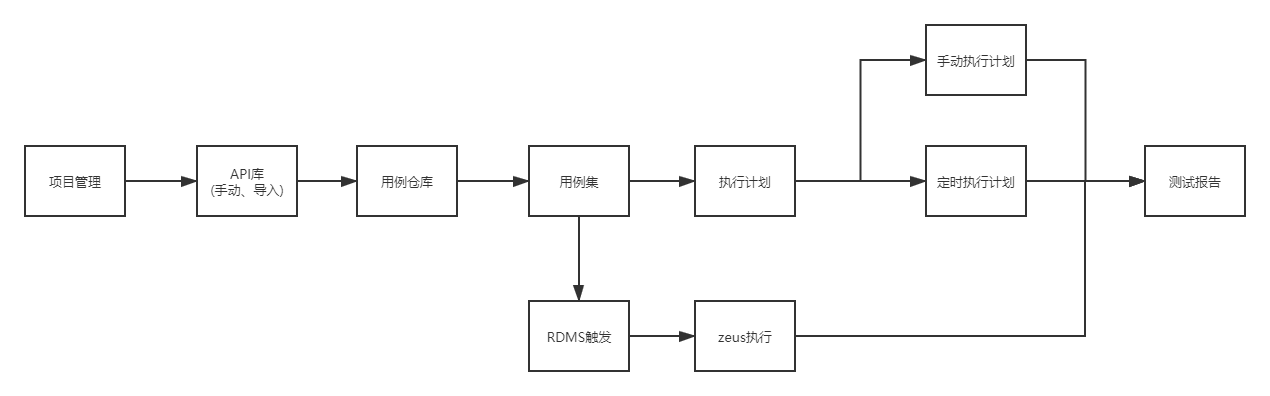 手动执行计划
项目管理
API库
(手动、导入)
用例仓库
用例集
执行计划
定时执行计划
测试报告
RDMS触发
zeus执行